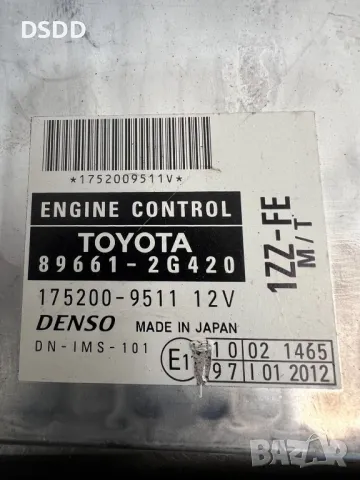 DSDD
*1752009511V*
ENGINE CONTROL
TOYOTA
89661-2G420
175200-9511 12V
DENSO MADE IN JAPAN
DN-IMS-101
10 02 1465
97 01 2012
1ZZ-FE
M/T
BAZAR